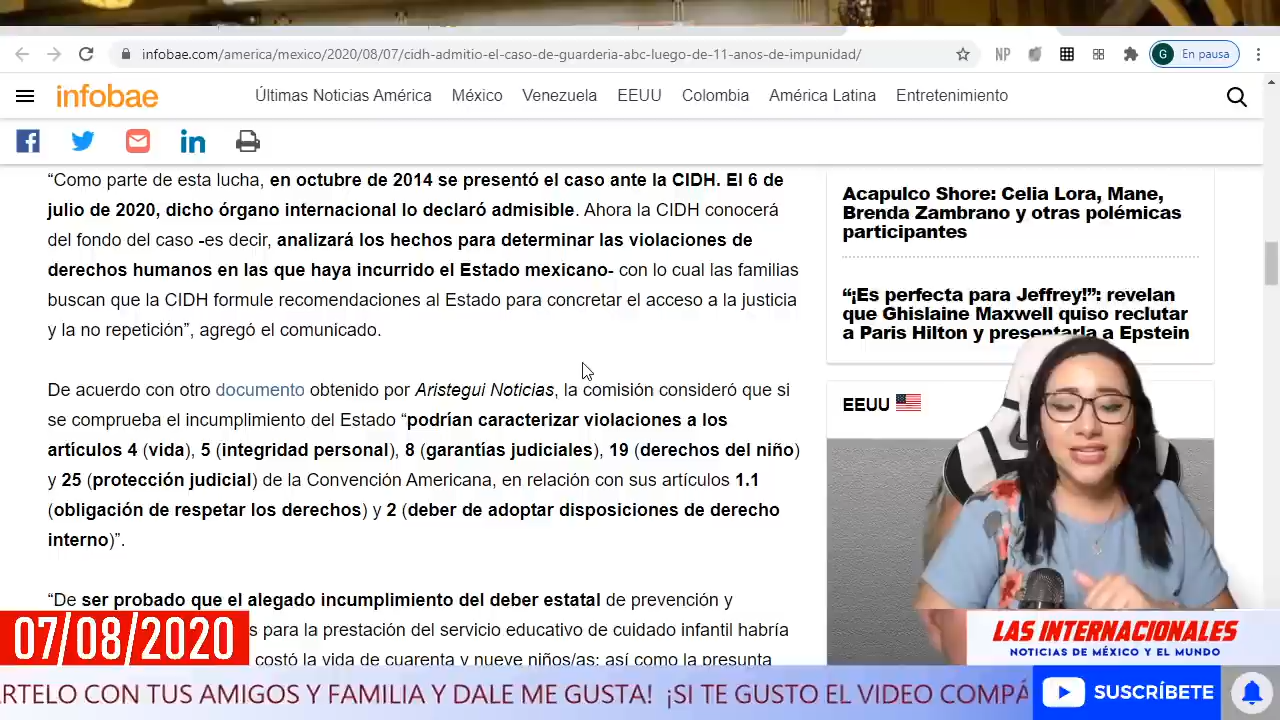 infobae.com/america/mexico/2020/08/07/cidh-admite-el-caso-de-guarderia-abc-luego-de-11-anos-de-impunidad/
NP
G En pausa
infobae
Últimas Noticias América México Venezuela EEUU Colombia América Latina Entretenimiento
“Como parte de esta lucha, en octubre de 2014 se presentó el caso ante la CIDH. El 6 de
julio de 2020, dicho órgano internacional lo declaró admisible. Ahora la CIDH conocerá
del fondo del caso -es decir, analizará los hechos para determinar las violaciones de
derechos humanos en las que haya incurrido el Estado mexicano- con lo cual las familias
buscan que la CIDH formule recomendaciones al Estado para concretar el acceso a la justicia
y la no repetición”, agregó el comunicado.
De acuerdo con otro documento obtenido por Aristegui Noticias, la comisión consideró que si
se comprueba el incumplimiento del Estado “podrían caracterizar violaciones a los
artículos 4 (vida), 5 (integridad personal), 8 (garantías judiciales), 19 (derechos del niño)
y 25 (protección judicial) de la Convención Americana, en relación con sus artículos 1.1
(obligación de respetar los derechos) y 2 (deber de adoptar disposiciones de derecho
interno)”.
“De ser probado que el alegado incumplimiento del deber estatal de prevención y
s para la prestación del servicio educativo de cuidado infantil habría
costó la vida de cuarenta y nueve niños/as; así como la presunta
Acapulco Shore: Celia Lora, Mane,
Brenda Zambrano y otras polémicas
participantes
“¡Es perfecta para Jeffrey!”: revelan
que Ghislaine Maxwell quiso reclutar
a Paris Hilton y presentarla a Epstein
EEUU
07/08/2020
LAS INTERNACIONALES
NOTICIAS DE MÉXICO Y EL MUNDO
ÁRTELO CON TUS AMIGOS Y FAMILIA Y DALE ME GUSTA! ¡SI TE GUSTO EL VIDEO COMPÁ
SUSCRÍBETE